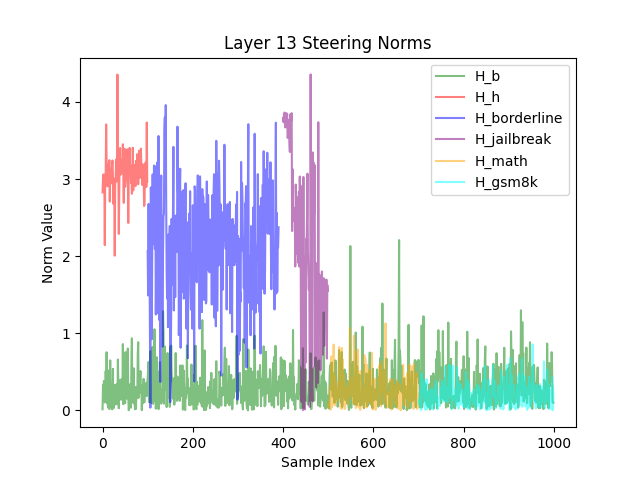 Layer 13 Steering Norms
H_b
H_h
H_borderline
H_jailbreak
H_math
H_gsm8k
4
3
2
1
0
Norm Value
0
200
400
600
800
1000
Sample Index